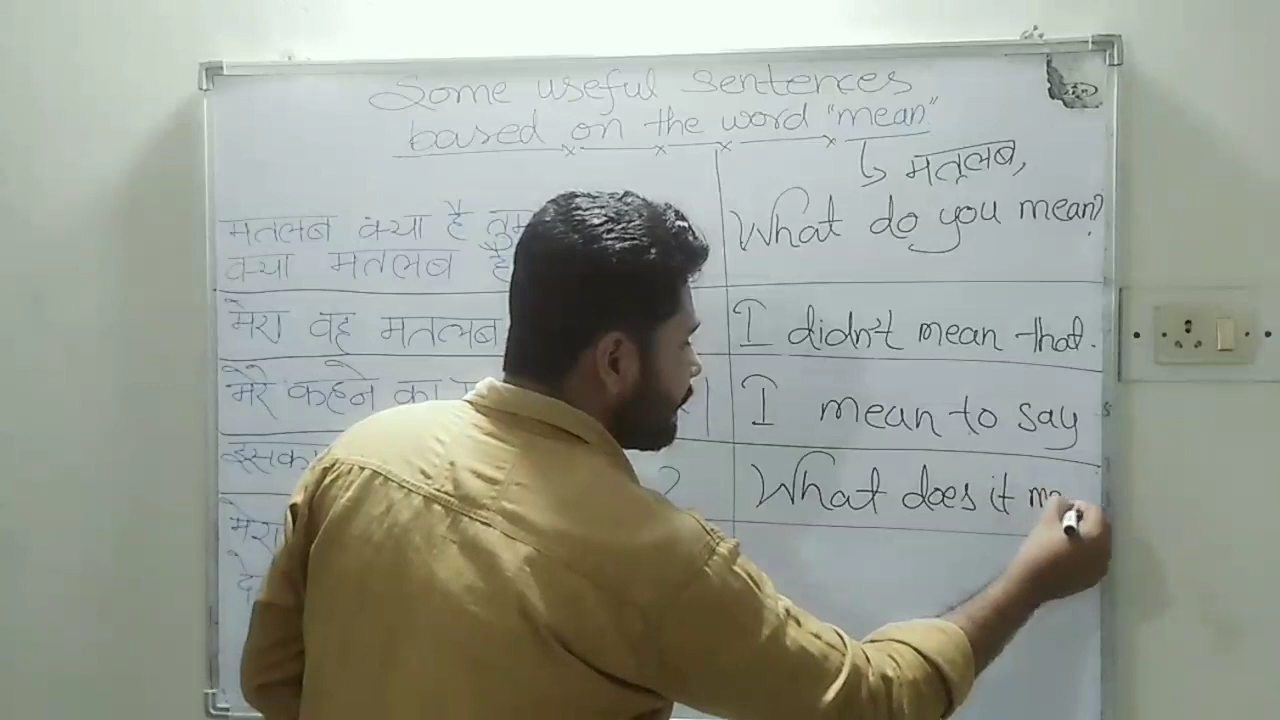 Some useful sentences
based on the word "mean"
↳ मतलब,
मतलब क्या है
क्या मतलब है
What do you mean?
मेरा वह मतलब
I didn't mean that.
मेरे कहने का
I mean to say
इसका
?
What does it
मेरा